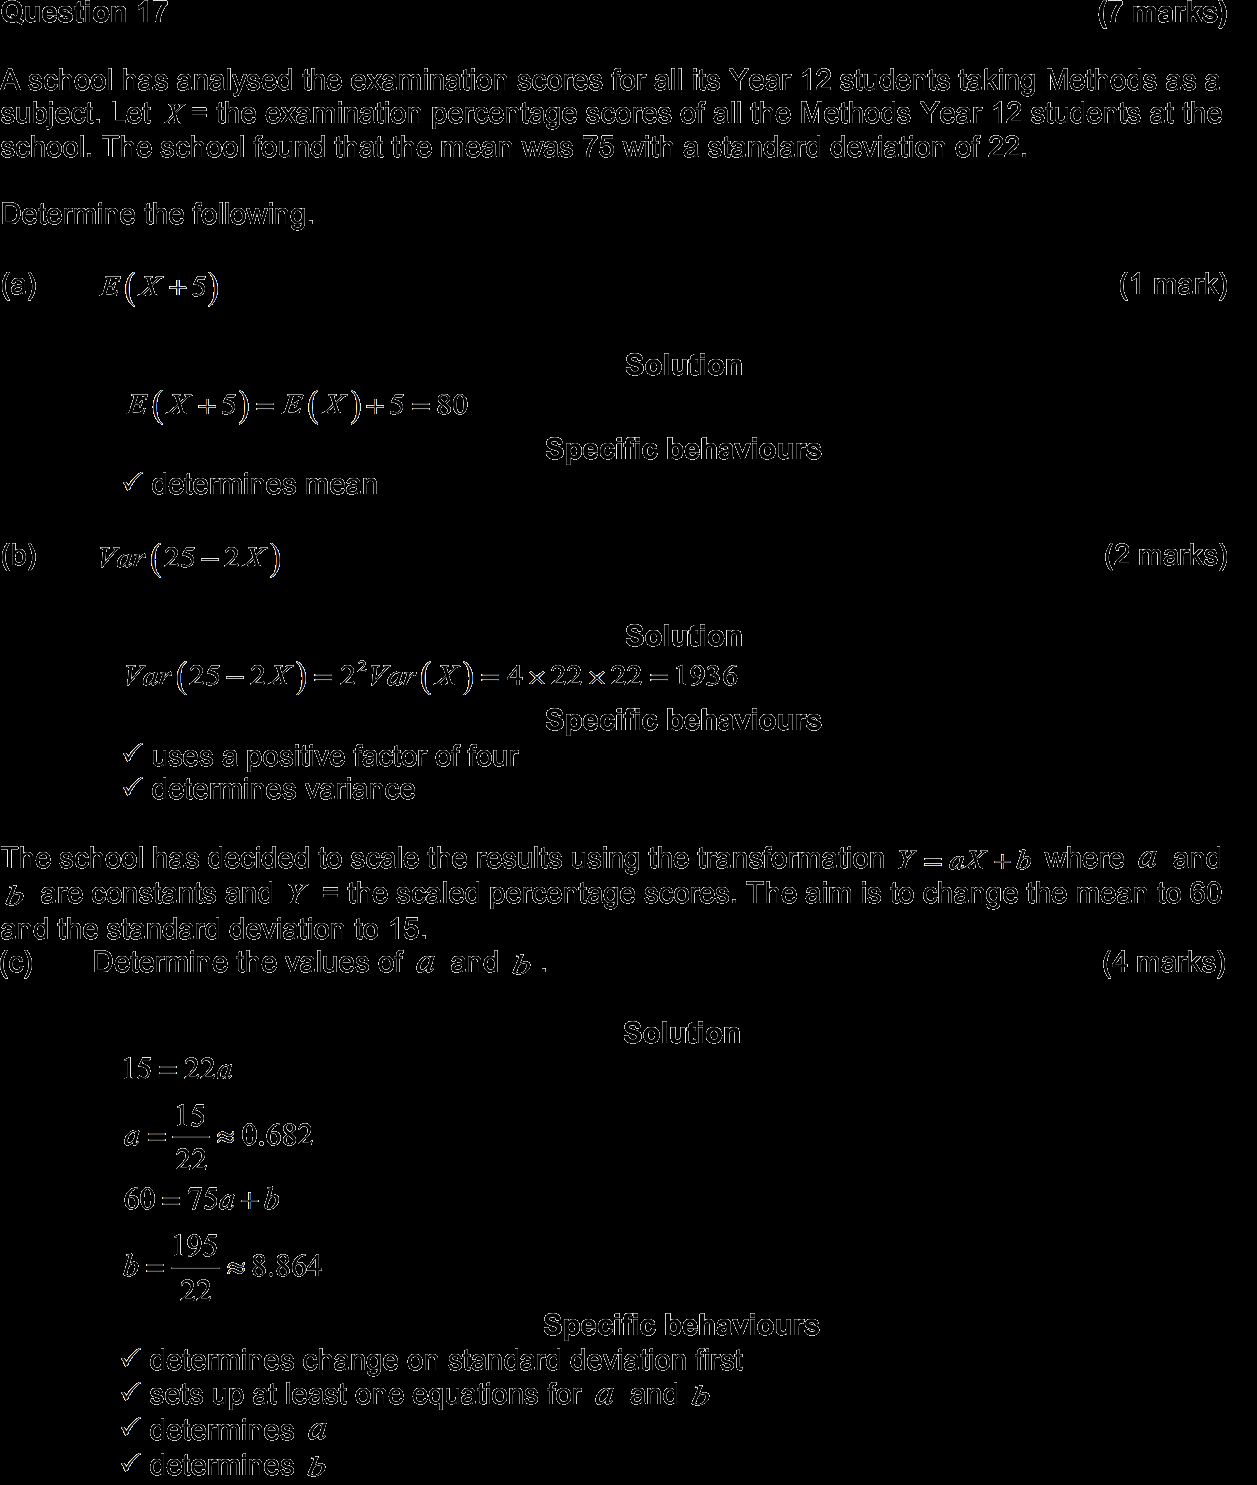 Question 17 (7 marks)
A school has analysed the examination scores for all its Year 12 students taking Methods as a
subject. Let X = the examination percentage scores of all the Methods Year 12 students at the
school. The school found that the mean was 75 with a standard deviation of 22.
Determine the following.
(a) E(X+5) (1 mark)
Solution
E(X+5)=E(X)+5=80
Specific behaviours
✓ determines mean
(b) Var(25−2X) (2 marks)
Solution
Var(25−2X)=2²Var(X)=4×22×22=1936
Specific behaviours
✓ uses a positive factor of four
✓ determines variance
The school has decided to scale the results using the transformation Y=aX+b where a and
b are constants and Y = the scaled percentage scores. The aim is to change the mean to 60
and the standard deviation to 15.
(c) Determine the values of a and b. (4 marks)
Solution
15=22a
a=15/22≈0.682
60=75a+b
b=195/22≈8.864
Specific behaviours
✓ determines change on standard deviation first
✓ sets up at least one equations for a and b
✓ determines a
✓ determines b